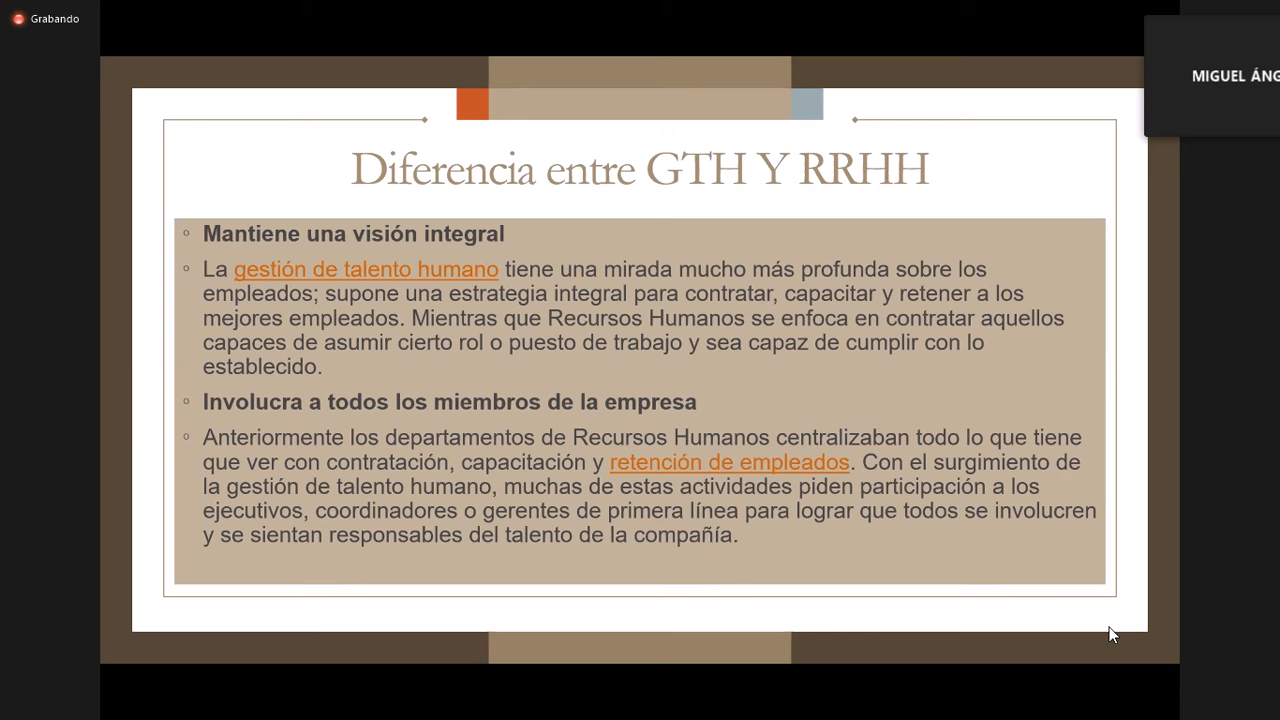 Grabando
MIGUEL ÁNG
Diferencia entre GTH Y RRHH
Mantiene una visión integral
La gestión de talento humano tiene una mirada mucho más profunda sobre los
empleados; supone una estrategia integral para contratar, capacitar y retener a los
mejores empleados. Mientras que Recursos Humanos se enfoca en contratar aquellos
capaces de asumir cierto rol o puesto de trabajo y sea capaz de cumplir con lo
establecido.
Involucra a todos los miembros de la empresa
Anteriormente los departamentos de Recursos Humanos centralizaban todo lo que tiene
que ver con contratación, capacitación y retención de empleados. Con el surgimiento de
la gestión de talento humano, muchas de estas actividades piden participación a los
ejecutivos, coordinadores o gerentes de primera línea para lograr que todos se involucren
y se sientan responsables del talento de la compañía.